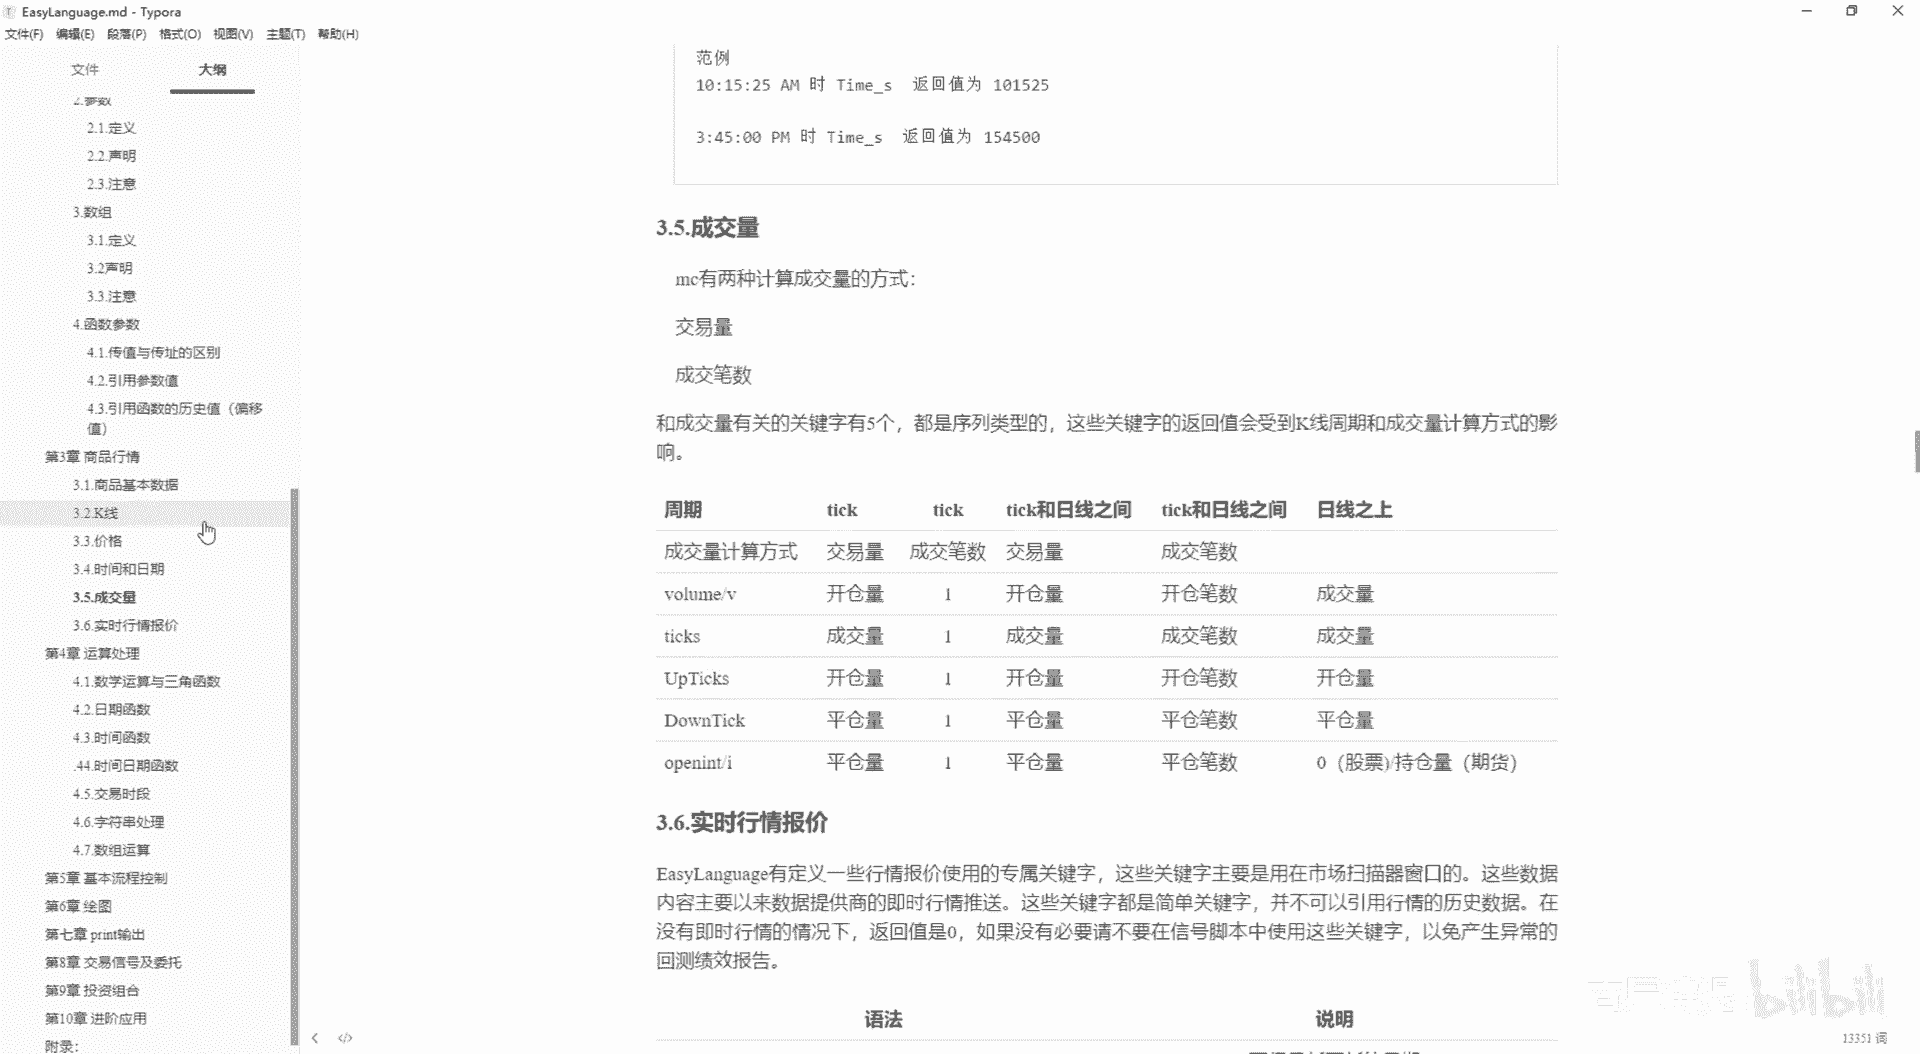 EasyLanguage.md - Typora
文件(F) 编辑(E) 段落(P) 格式(O) 视图(V) 主题(T) 帮助(H)
文件 大纲
2.参数
2.1.定义
2.2.声明
2.3.注意
3.数组
3.1.定义
3.2声明
3.3.注意
4.函数参数
4.1.传值与传址的区别
4.2.引用参数值
4.3.引用函数的历史值（偏移
值）
第3章 商品行情
3.1.商品基本数据
3.2.K线
3.3.价格
3.4.时间和日期
3.5.成交量
3.6.实时行情报价
第4章 运算处理
4.1.数学运算与三角函数
4.2.日期函数
4.3.时间函数
.44.时间日期函数
4.5.交易时段
4.6.字符串处理
4.7.数组运算
第5章 基本流程控制
第6章 绘图
第七章 print输出
第8章 交易信号及委托
第9章 投资组合
第10章 进阶应用
附录：
范例
10:15:25 AM 时 Time_s 返回值为 101525
3:45:00 PM 时 Time_s 返回值为 154500
3.5.成交量
mc有两种计算成交量的方式：
交易量
成交笔数
和成交量有关的关键字有5个，都是序列类型的，这些关键字的返回值会受到K线周期和成交量计算方式的影
响。
周期 tick tick tick和日线之间 tick和日线之间 日线之上
成交量计算方式 交易量 成交笔数 交易量 成交笔数
volume/v 开仓量 1 开仓量 开仓笔数 成交量
ticks 成交量 1 成交量 成交笔数 成交量
UpTicks 开仓量 1 开仓量 开仓笔数 开仓量
DownTick 平仓量 1 平仓量 平仓笔数 平仓量
openint/i 平仓量 1 平仓量 平仓笔数 0（股票)/持仓量（期货）
3.6.实时行情报价
EasyLanguage有定义一些行情报价使用的专属关键字，这些关键字主要是用在市场扫描器窗口的。这些数据
内容主要以来数据提供商的即时行情推送。这些关键字都是简单关键字，并不可以引用行情的历史数据。在
没有即时行情的情况下，返回值是0，如果没有必要请不要在信号脚本中使用这些关键字，以免产生异常的
回测绩效报告。
语法 说明
bilibili
13351 词